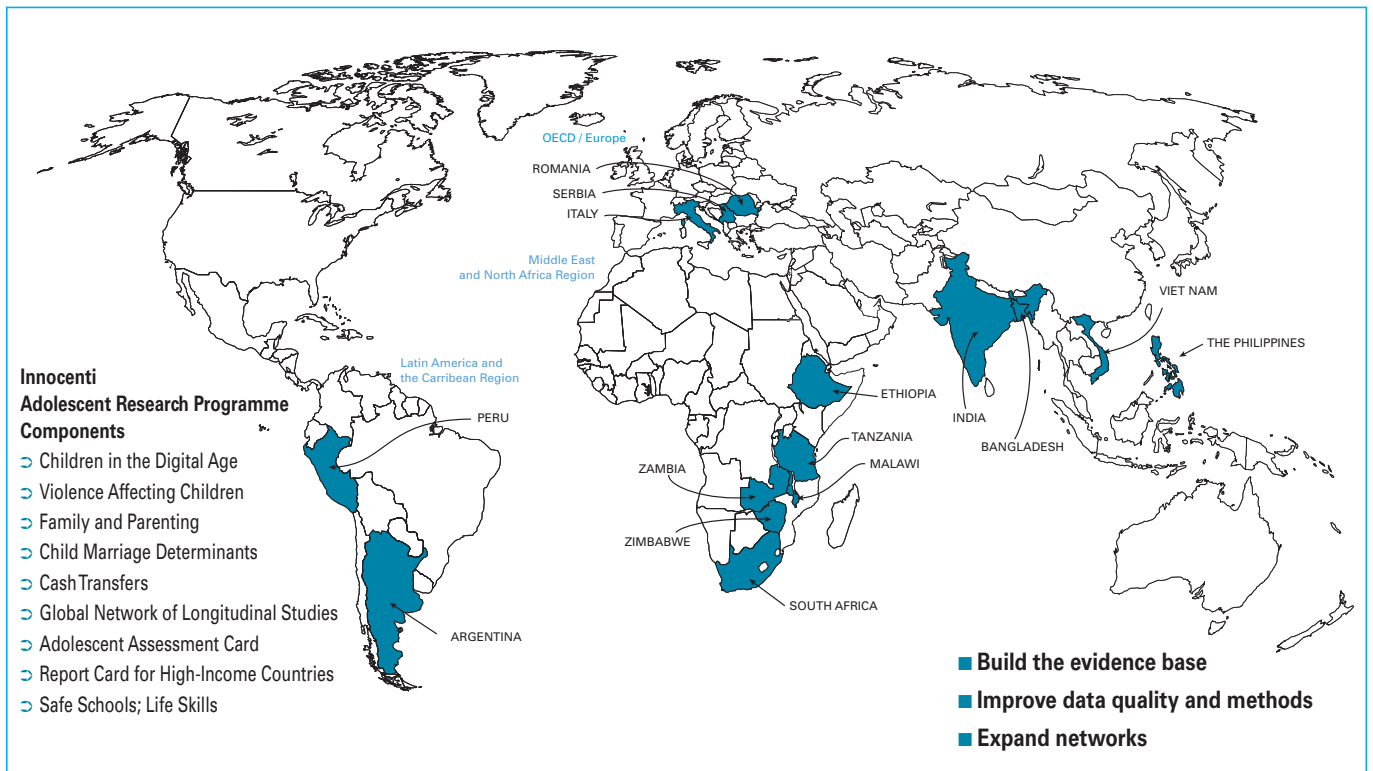 OECD / Europe
ROMANIA
SERBIA
ITALY
Middle East
and North Africa Region
VIET NAM
THE PHILIPPINES
Latin America and
the Carribean Region
PERU
ETHIOPIA
INDIA
BANGLADESH
TANZANIA
MALAWI
ZAMBIA
ZIMBABWE
SOUTH AFRICA
ARGENTINA
Innocenti
Adolescent Research Programme
Components
➲ Children in the Digital Age
➲ Violence Affecting Children
➲ Family and Parenting
➲ Child Marriage Determinants
➲ Cash Transfers
➲ Global Network of Longitudinal Studies
➲ Adolescent Assessment Card
➲ Report Card for High-Income Countries
➲ Safe Schools; Life Skills
■ Build the evidence base
■ Improve data quality and methods
■ Expand networks